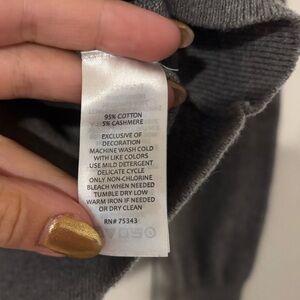 95% COTTON
5% CASHMERE
EXCLUSIVE OF
DECORATION
MACHINE WASH COLD
WITH LIKE COLORS
USE MILD DETERGENT
DELICATE CYCLE
ONLY NON-CHLORINE
BLEACH WHEN NEEDED
TUMBLE DRY LOW
WARM IRON IF NEEDED
OR DRY CLEAN
RN# 75343